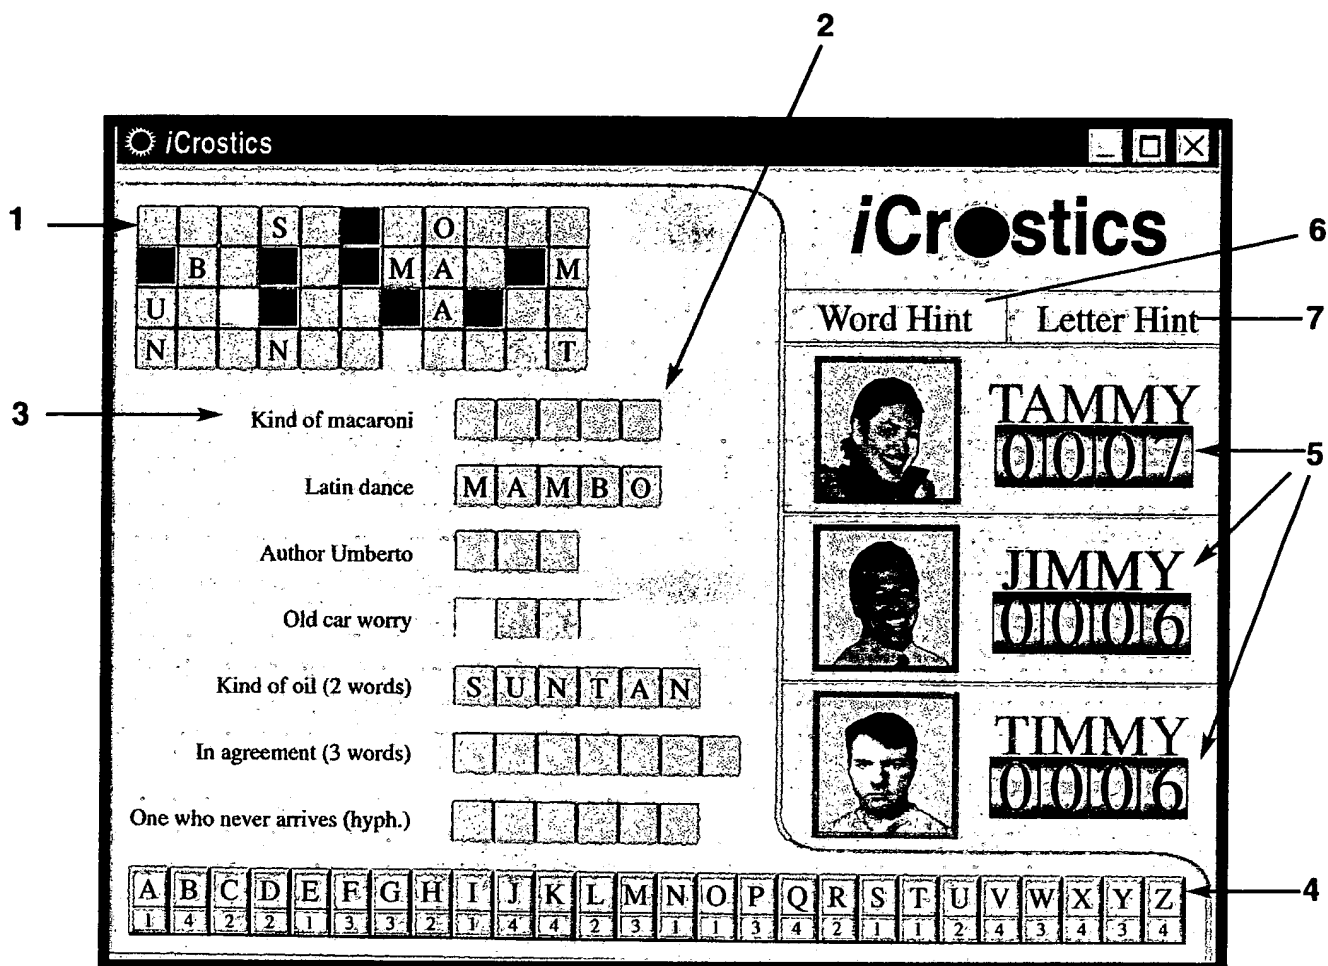 2
iCrostics
1
S O
B M A M
U A
N N T
iCrostics
6
Word Hint Letter Hint
7
3
Kind of macaroni
Latin dance
MAMBO
Author Umberto
Old car worry
Kind of oil (2 words)
SUNTAN
In agreement (3 words)
One who never arrives (hyph.)
TAMMY
0007
5
JIMMY
0006
TIMMY
0006
A B C D E F G H I J K L M N O P Q R S T U V W X Y Z
1 4 2 2 1 3 3 2 1 4 4 2 3 1 1 3 4 2 1 1 2 4 3 4 3 4
4